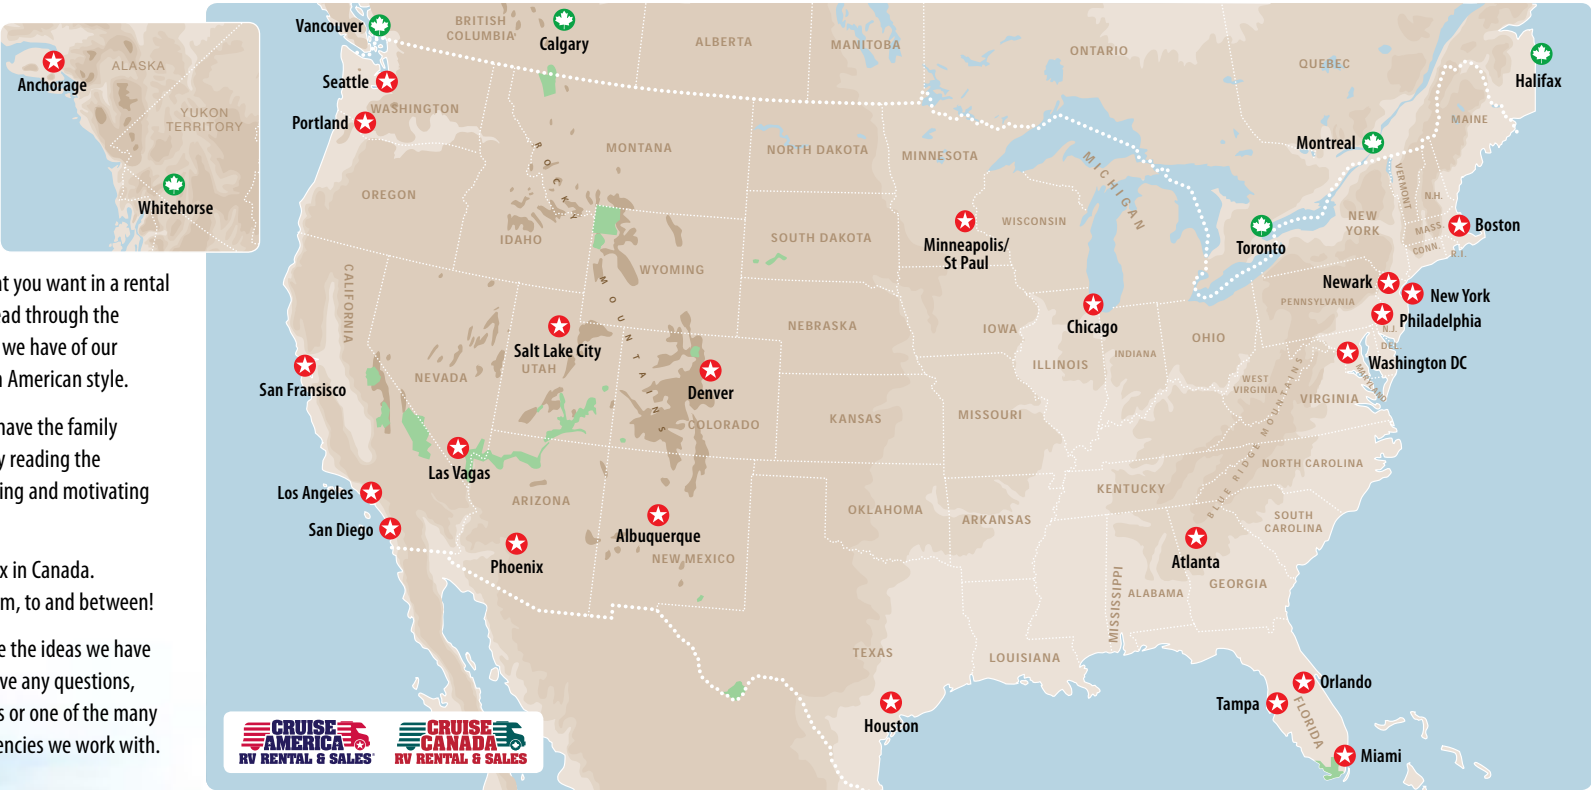 Anchorage
ALASKA
YUKON
TERRITORY
Whitehorse
t you want in a rental
ead through the
we have of our
n American style.
have the family
y reading the
ing and motivating
x in Canada.
m, to and between!
e the ideas we have
ve any questions,
s or one of the many
encies we work with.
Vancouver
BRITISH
COLUMBIA
Calgary
ALBERTA
MANITOBA
ONTARIO
QUEBEC
Halifax
Seattle
WASHINGTON
Portland
MONTANA
NORTH DAKOTA
MINNESOTA
MICHIGAN
Montreal
MAINE
VERMONT
N.H.
OREGON
ROCKY
IDAHO
WYOMING
SOUTH DAKOTA
Minneapolis/
St Paul
WISCONSIN
Toronto
NEW
YORK
MASS.
Boston
CONN.
R.I.
CALIFORNIA
MOUNTAINS
Newark
New York
PENNSYLVANIA
Philadelphia
N.J.
DEL.
Salt Lake City
UTAH
NEBRASKA
IOWA
Chicago
OHIO
INDIANA
ILLINOIS
Washington DC
MARYLAND
San Fransisco
NEVADA
Denver
COLORADO
KANSAS
MISSOURI
WEST
VIRGINIA
VIRGINIA
BLUE RIDGE MOUNTAINS
Las Vagas
NORTH CAROLINA
KENTUCKY
Los Angeles
ARIZONA
San Diego
Phoenix
Albuquerque
NEW MEXICO
OKLAHOMA
ARKANSAS
SOUTH
CAROLINA
Atlanta
GEORGIA
ALABAMA
MISSISSIPPI
TEXAS
LOUISIANA
Houston
Orlando
Tampa
FLORIDA
Miami
CRUISE
AMERICA
RV RENTAL & SALES
CRUISE
CANADA
RV RENTAL & SALES